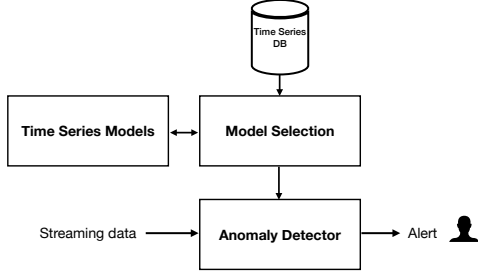 Time Series
DB
Time Series Models
Model Selection
Streaming data
Anomaly Detector
Alert